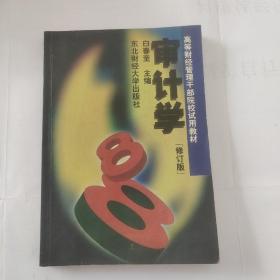 高等财经管理干部院校试用教材
审计学
[修订版]
白春奎 主编
东北财经大学出版社